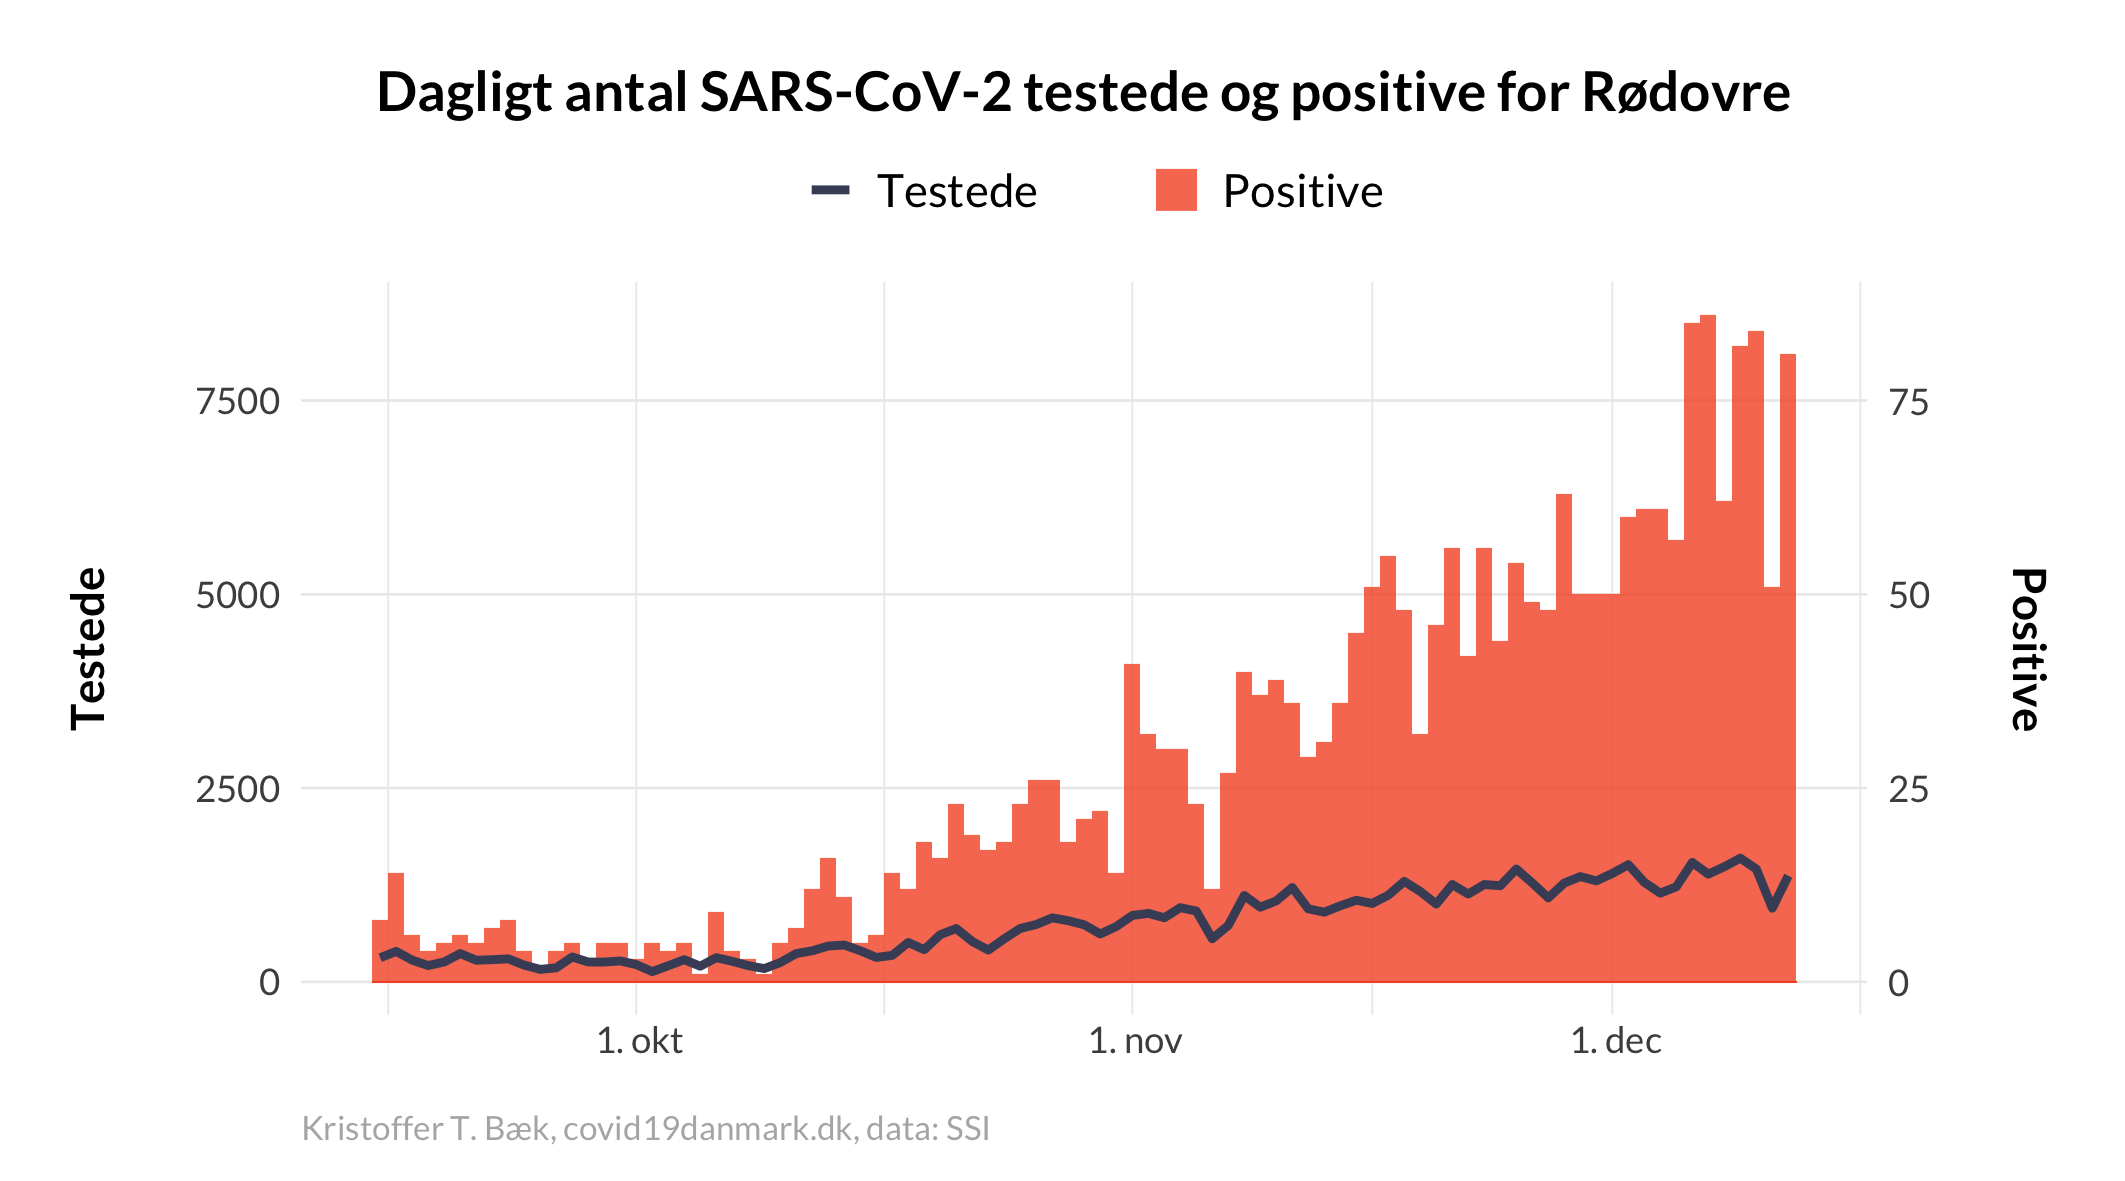 Dagligt antal SARS-CoV-2 testede og positive for Rødovre
Testede
Positive
7500
5000
2500
0
Testede
75
50
25
0
Positive
1. okt
1. nov
1. dec
Kristoffer T. Bæk, covid19danmark.dk, data: SSI